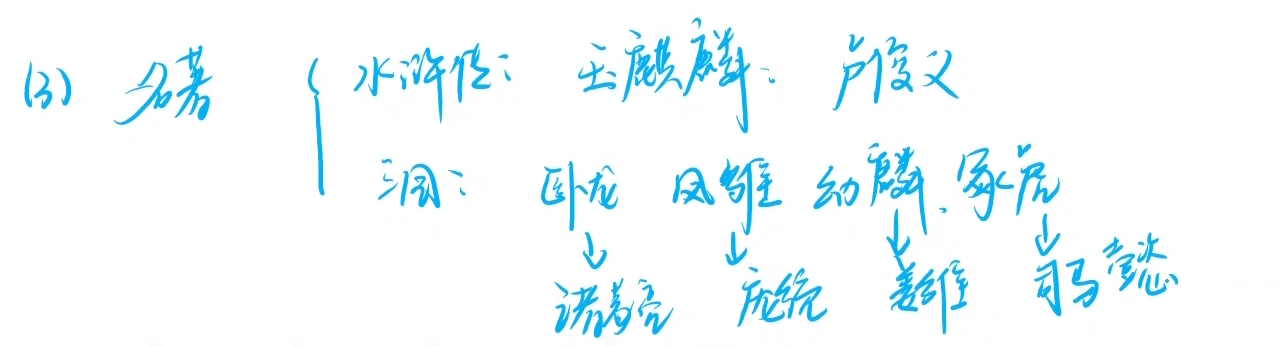 (3) 名著 { 水浒传: 玉麒麟: 卢俊义
三国: 卧龙 凤雏 幼麟、冢虎
↓ ↓ ↓ ↓
诸葛亮 庞统 姜维 司马懿